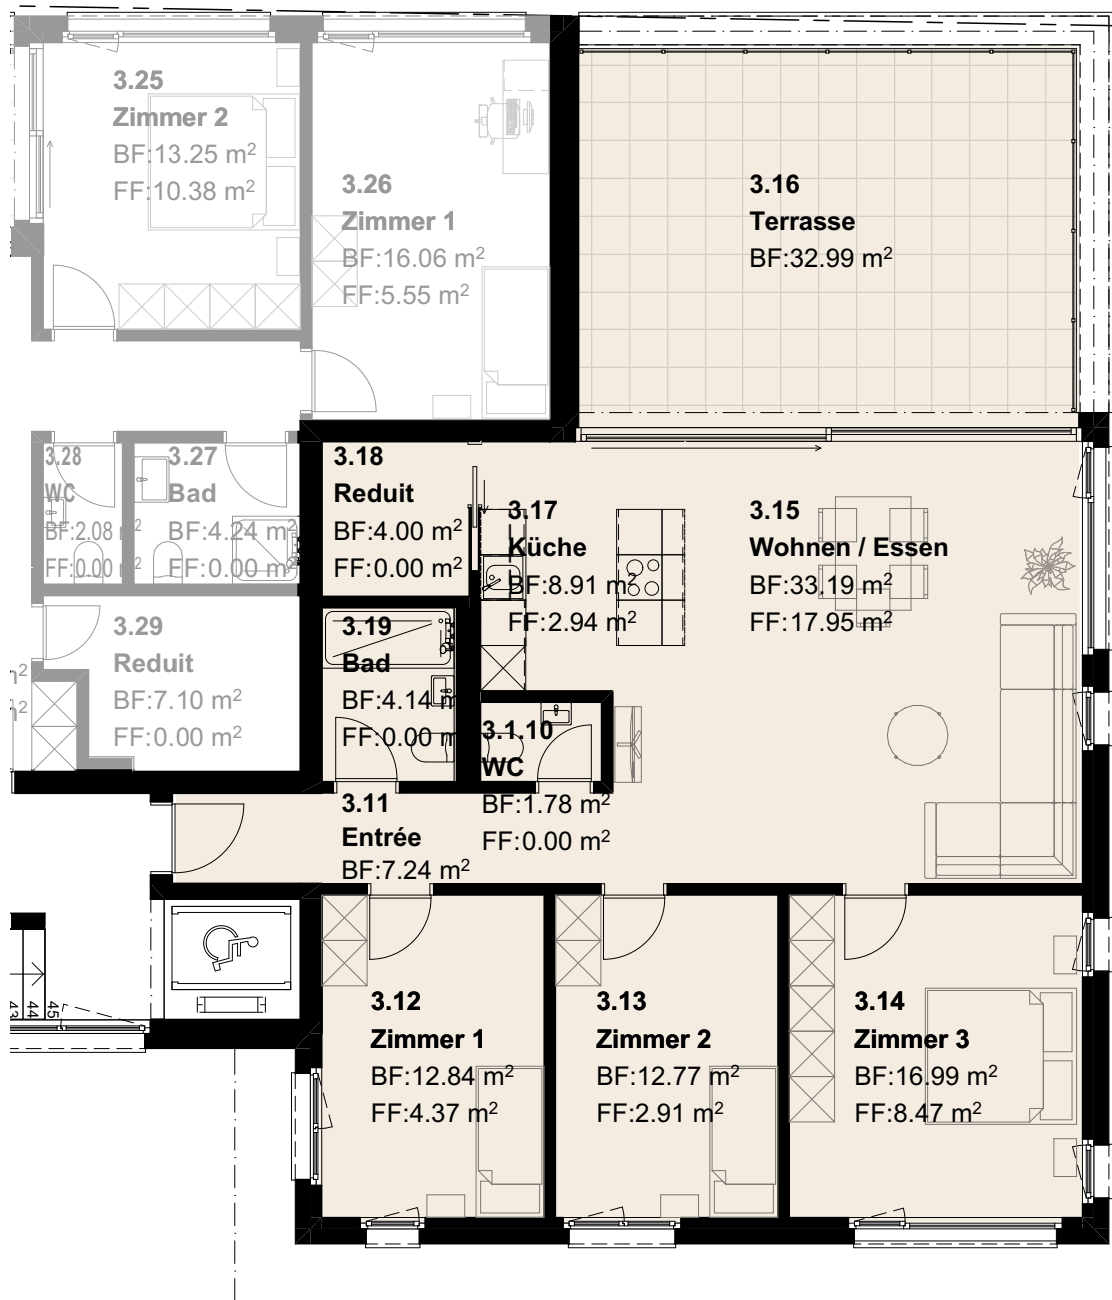 3.25
Zimmer 2
BF:13.25 m²
FF:10.38 m²
3.26
Zimmer 1
BF:16.06 m²
FF:5.55 m²
3.16
Terrasse
BF:32.99 m²
3.28
WC
BF:2.08 m²
FF:0.00 m²
3.27
Bad
BF:4.24 m²
FF:0.00 m²
3.18
Reduit
BF:4.00 m²
FF:0.00 m²
3.17
Küche
BF:8.91 m²
FF:2.94 m²
3.15
Wohnen / Essen
BF:33.19 m²
FF:17.95 m²
3.29
Reduit
BF:7.10 m²
FF:0.00 m²
m²
m²
3.19
Bad
BF:4.14 m
FF:0.00 m
3.1.10
WC
BF:1.78 m²
FF:0.00 m²
3.11
Entrée
BF:7.24 m²
3.12
Zimmer 1
BF:12.84 m²
FF:4.37 m²
3.13
Zimmer 2
BF:12.77 m²
FF:2.91 m²
3.14
Zimmer 3
BF:16.99 m²
FF:8.47 m²
43
44
45